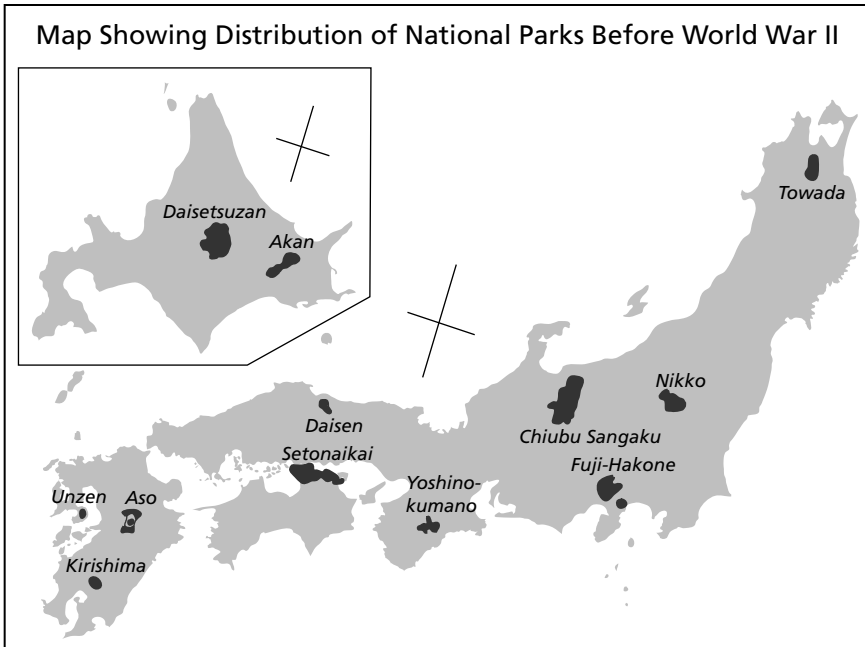 Map Showing Distribution of National Parks Before World War II
Daisetsuzan
Akan
Towada
Nikko
Chiubu Sangaku
Daisen
Setonaikai
Fuji-Hakone
Yoshino-
kumano
Unzen
Aso
Kirishima